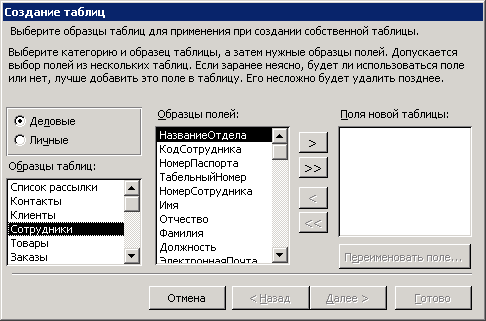 Создание таблиц
Выберите образцы таблиц для применения при создании собственной таблицы.
Выберите категорию и образец таблицы, а затем нужные образцы полей. Допускается
выбор полей из нескольких таблиц. Если заранее неясно, будет ли использоваться поле
или нет, лучше добавить это поле в таблицу. Его несложно будет удалить позднее.
Деловые
Личные
Образцы таблиц:
Список рассылки
Контакты
Клиенты
Сотрудники
Товары
Заказы
Образцы полей:
НазваниеОтдела
КодСотрудника
НомерПаспорта
ТабельныйНомер
НомерСотрудника
Имя
Отчество
Фамилия
Должность
ЭлектроннаяПочта
>
>>
<
<<
Поля новой таблицы:
Переименовать поле...
Отмена
< Назад
Далее >
Готово